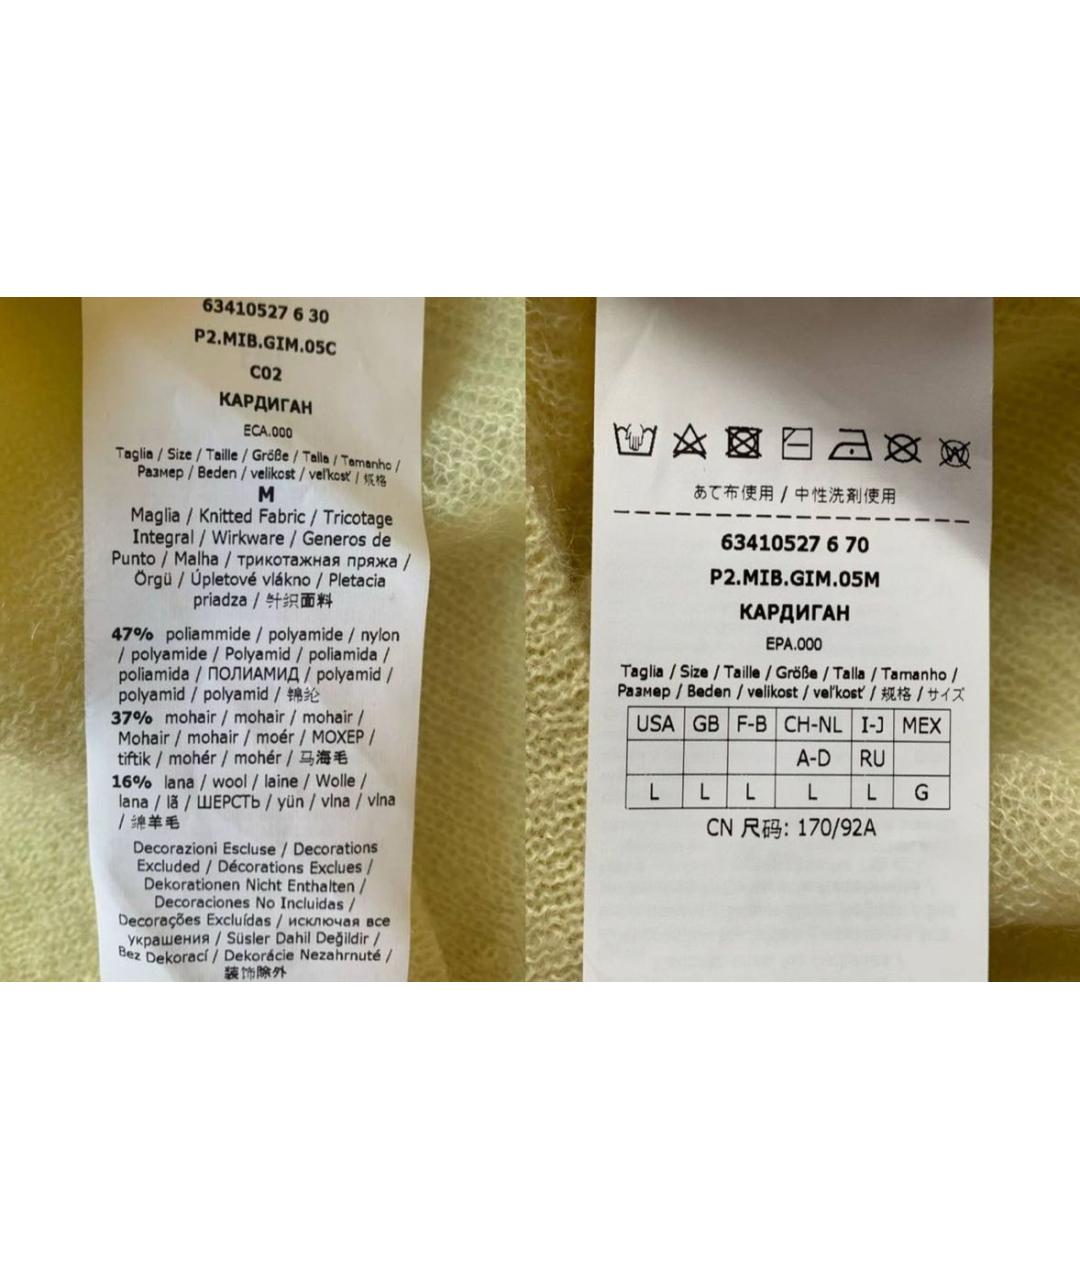 63410527 6 30
P2.MIB.GIM.05C
C02
КАРДИГАН
ECA.000
Taglia / Size / Taille / Größe / Talla / Tamanho /
Размер / Beden / velikost / veľkosť / 规格
M
Maglia / Knitted Fabric / Tricotage
Integral / Wirkware / Generos de
Punto / Malha / трикотажная пряжа /
Örgü / Úpletové vlákno / Pletacia
priadza / 针织面料
47% poliammide / polyamide / nylon
/ polyamide / Polyamid / poliamida /
poliamida / ПОЛИАМИД / polyamid /
polyamid / polyamid / 锦纶
37% mohair / mohair / mohair /
Mohair / mohair / moér / МОХЕР /
tiftik / mohér / mohér / 马海毛
16% lana / wool / laine / Wolle /
lana / lã / ШЕРСТЬ / yün / vlna / vlna
/ 绵羊毛
Decorazioni Escluse / Decorations
Excluded / Décorations Exclues /
Dekorationen Nicht Enthalten /
Decoraciones No Incluidas /
Decorações Excluídas / исключая все
украшения / Süsler Dahil Değildir /
Bez Dekorací / Dekorácie Nezahrnuté /
装饰除外
あて布使用 / 中性洗剤使用
63410527 6 70
P2.MIB.GIM.05M
КАРДИГАН
EPA.000
Taglia / Size / Taille / Größe / Talla / Tamanho /
Размер / Beden / velikost / veľkosť / 规格 / サイズ
USA GB F-B CH-NL I-J MEX
A-D RU
L L L L L G
CN 尺码: 170/92A